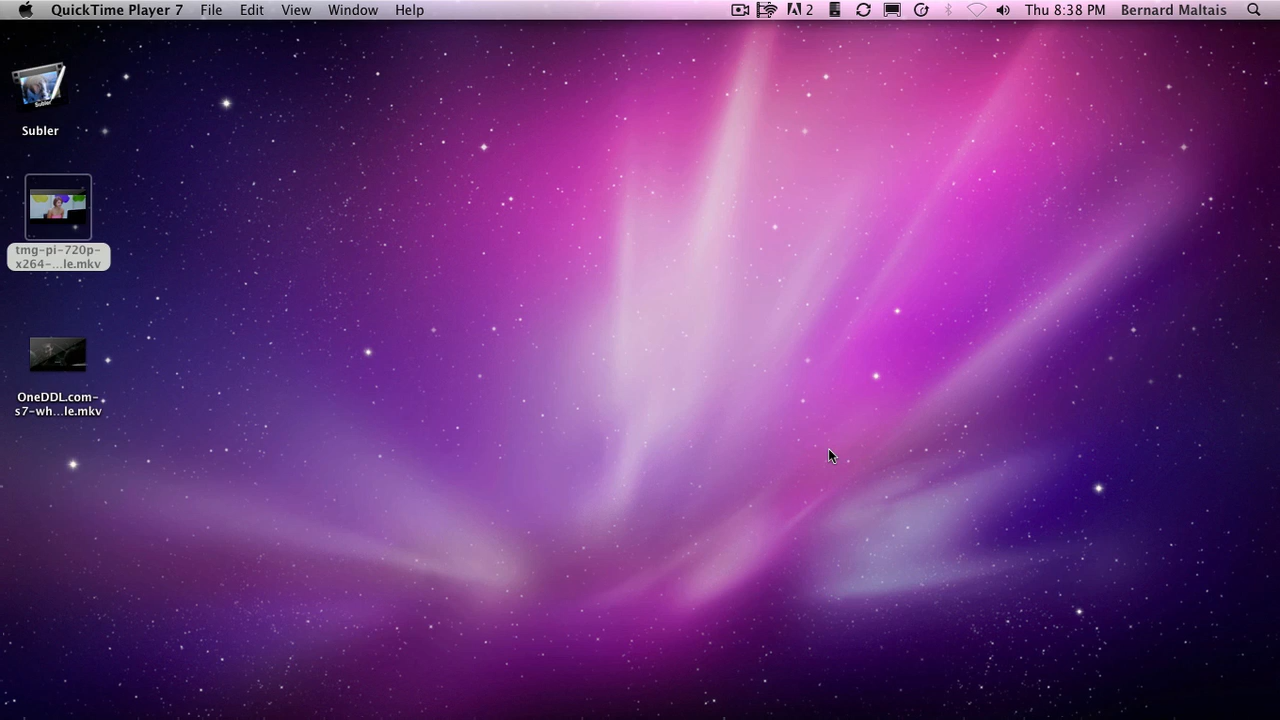 QuickTime Player 7 File Edit View Window Help 2 Thu 8:38 PM Bernard Maltais
Subler
tmg-pi-720p-
x264-...le.mkv
OneDDL.com-
s7-wh...le.mkv